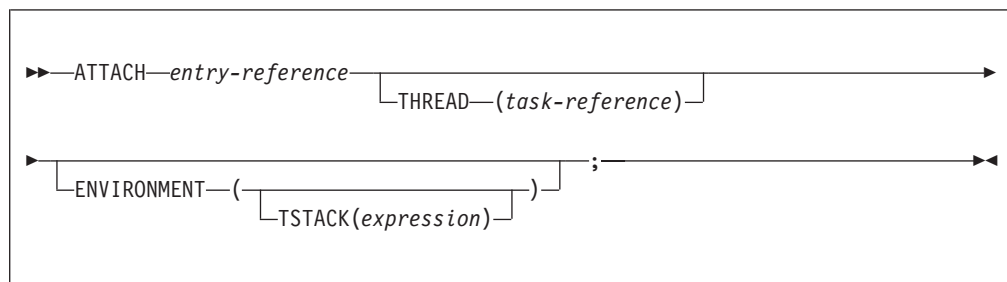 ATTACH entry-reference
THREAD (task-reference)
;
ENVIRONMENT ( )
TSTACK(expression)